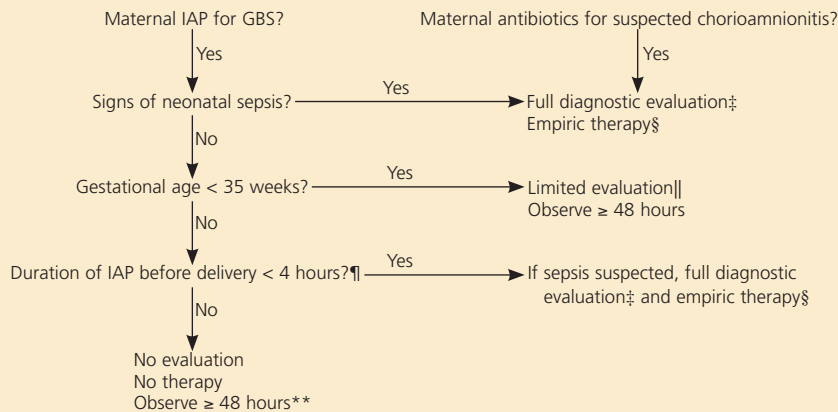 Maternal IAP for GBS?
Maternal antibiotics for suspected chorioamnionitis?
Yes
Yes
Signs of neonatal sepsis?
Yes
Full diagnostic evaluation‡
Empiric therapy§
No
Gestational age < 35 weeks?
Yes
Limited evaluation||
Observe ≥ 48 hours
No
Duration of IAP before delivery < 4 hours?¶
Yes
If sepsis suspected, full diagnostic
evaluation‡ and empiric therapy§
No
No evaluation
No therapy
Observe ≥ 48 hours**